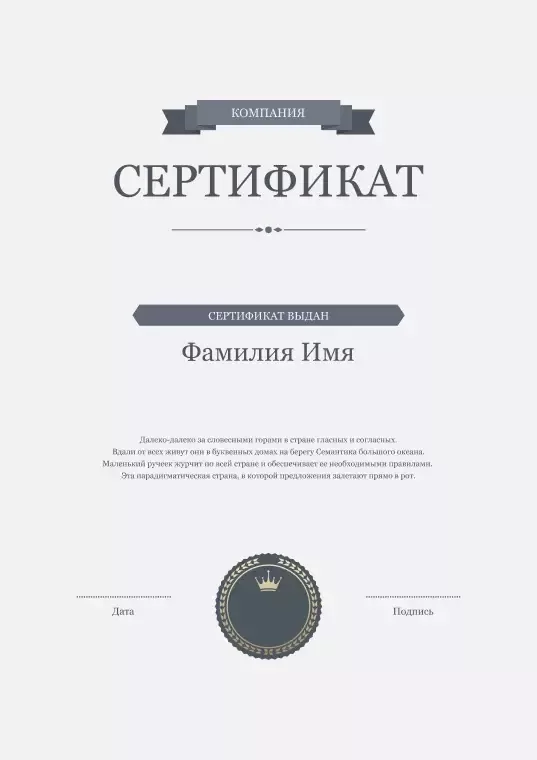 КОМПАНИЯ
СЕРТИФИКАТ
СЕРТИФИКАТ ВЫДАН
Фамилия Имя
Далеко-далеко за словесными горами в стране гласных и согласных.
Вдали от всех живут они в буквенных домах на берегу Семантика большого океана.
Маленький ручеек журчит по всей стране и обеспечивает ее необходимыми правилами.
Эта парадигматическая страна, в которой предложения залетают прямо в рот.
Дата
Подпись